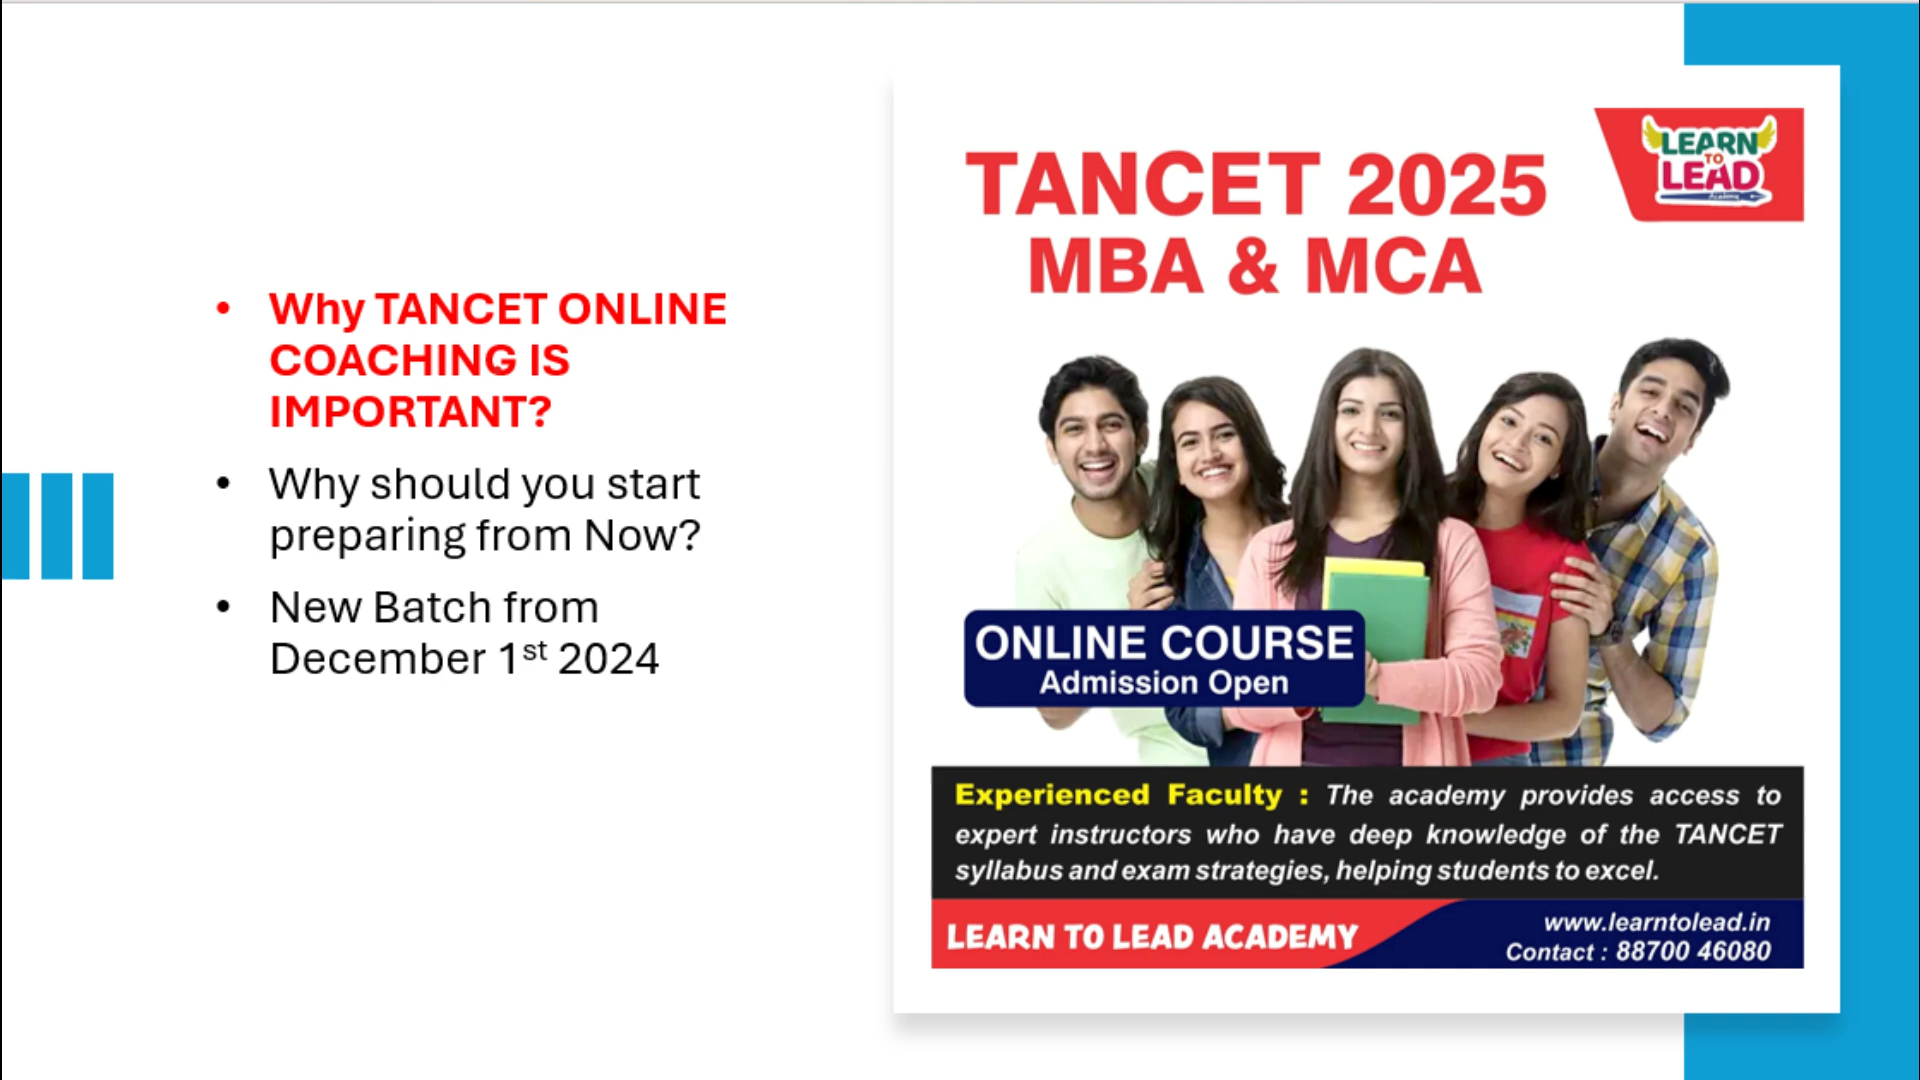 • Why TANCET ONLINE
COACHING IS
IMPORTANT?
• Why should you start
preparing from Now?
• New Batch from
December 1st 2024
LEARN
TO
LEAD
Academy
TANCET 2025
MBA & MCA
ONLINE COURSE
Admission Open
Experienced Faculty : The academy provides access to
expert instructors who have deep knowledge of the TANCET
syllabus and exam strategies, helping students to excel.
LEARN TO LEAD ACADEMY
www.learntolead.in
Contact : 88700 46080